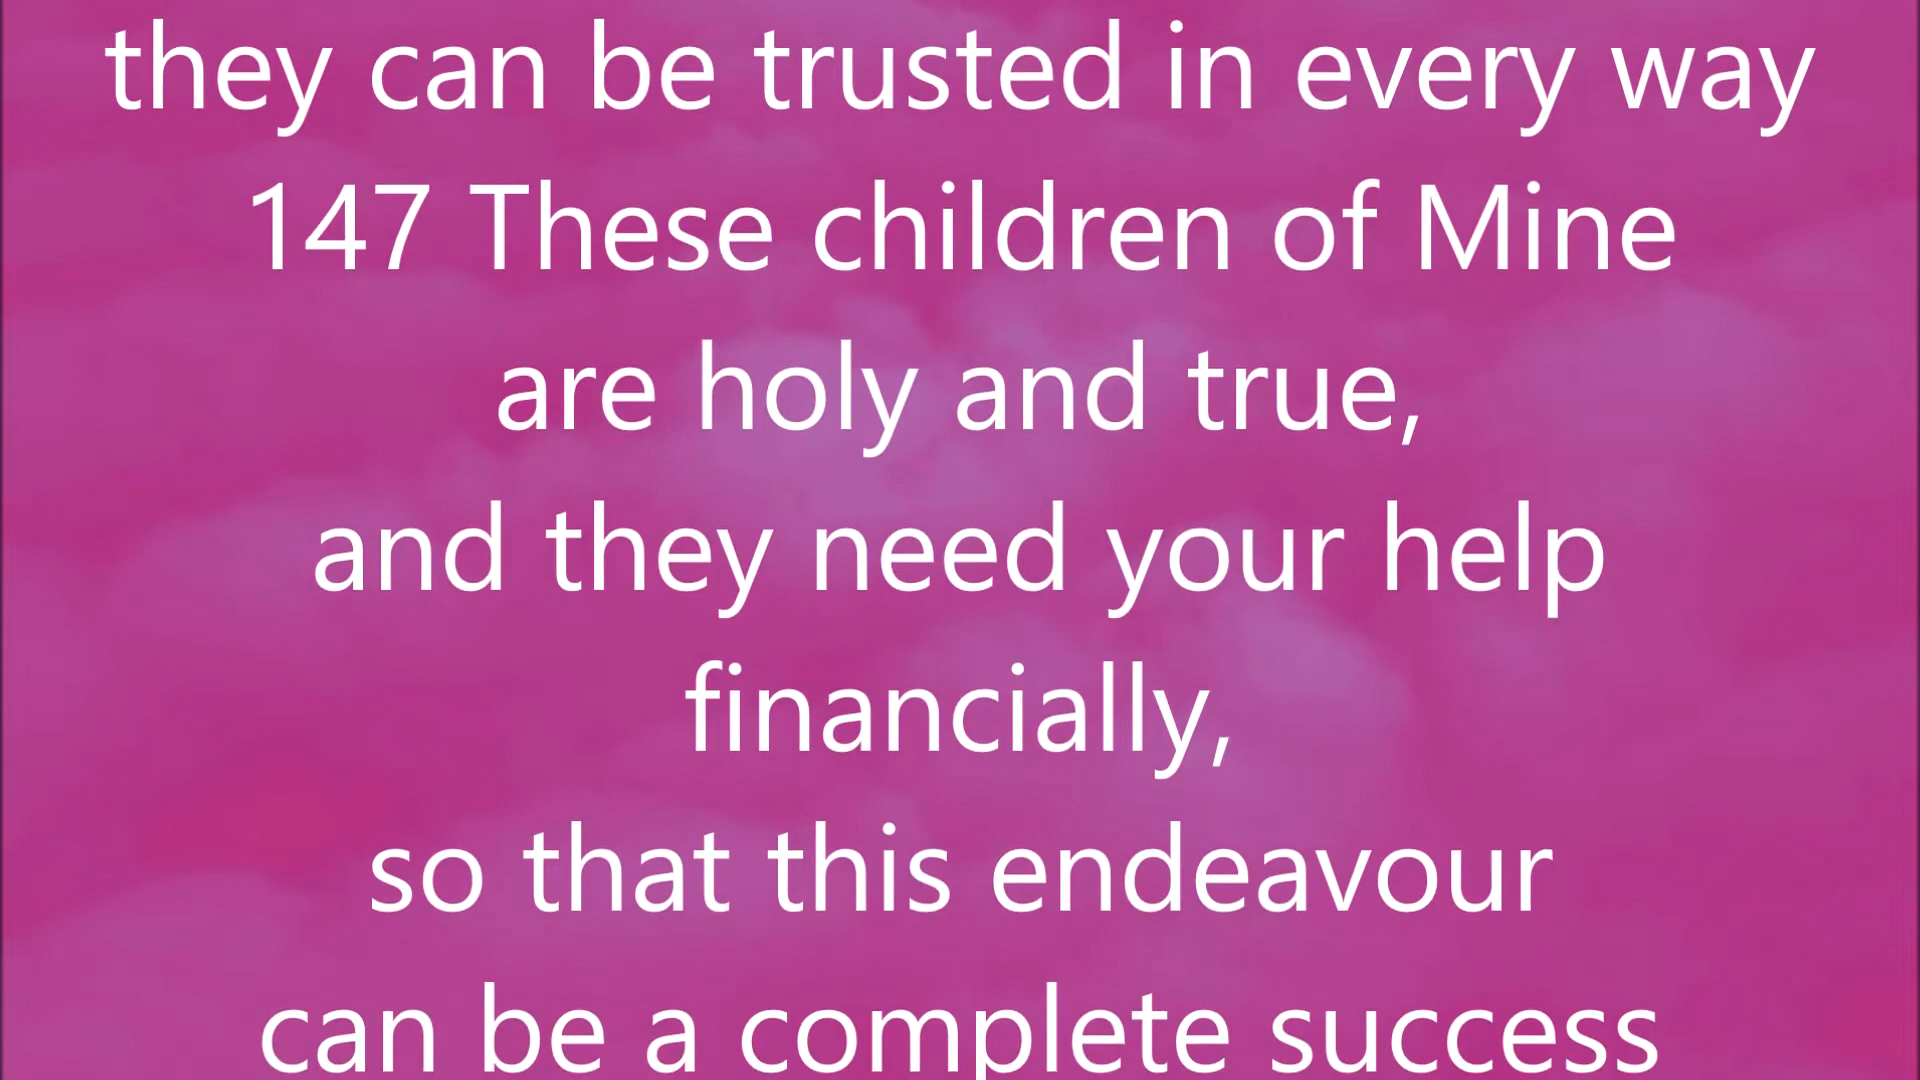 they can be trusted in every way
147 These children of Mine
are holy and true,
and they need your help
financially,
so that this endeavour
can be a complete success